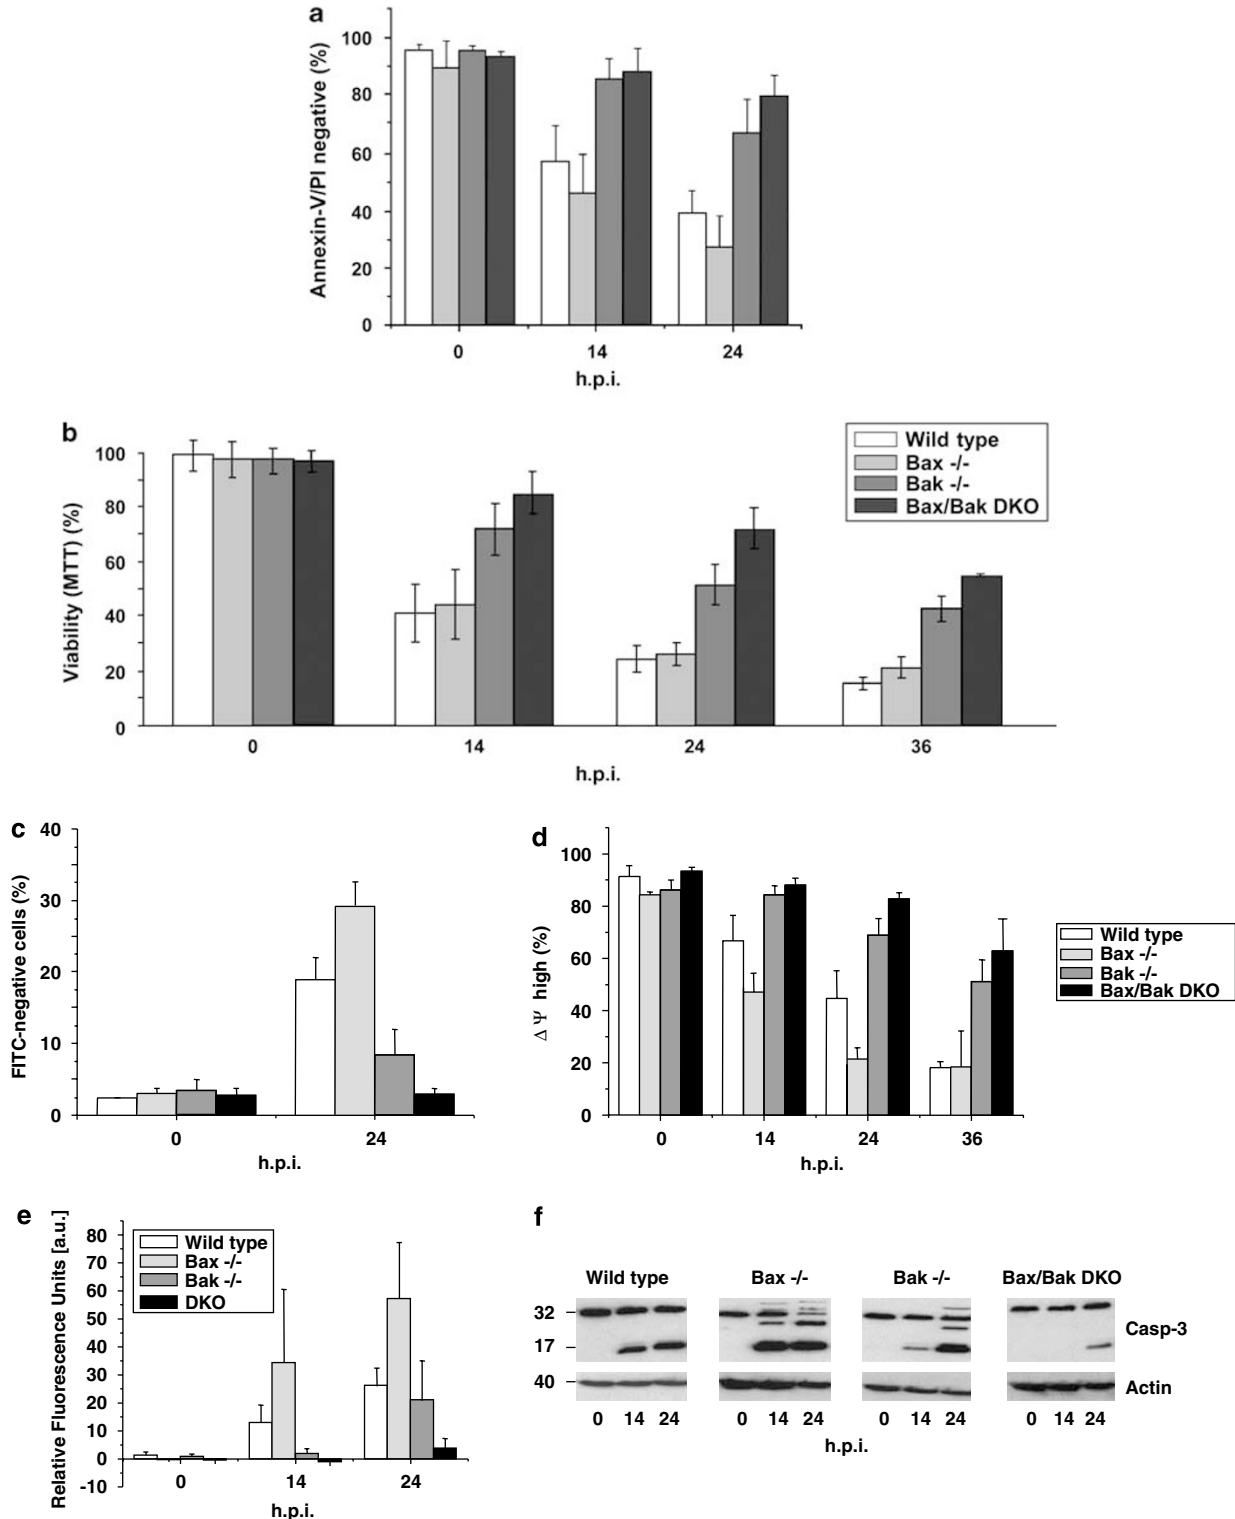 a
Annexin-V/PI negative (%)
100
80
60
40
20
0
0 14 24
h.p.i.
b
Viability (MTT) (%)
100
80
60
40
20
0
0 14 24 36
h.p.i.
Wild type
Bax -/-
Bak -/-
Bax/Bak DKO
c
FITC-negative cells (%)
40
30
20
10
0
0 24
h.p.i.
d
Δ Ψ high (%)
100
80
60
40
20
0
0 14 24 36
h.p.i.
Wild type
Bax -/-
Bak -/-
Bax/Bak DKO
e
Relative Fluorescence Units [a.u.]
80
70
60
50
40
30
20
10
0
-10
0 14 24
h.p.i.
Wild type
Bax -/-
Bak -/-
DKO
f
Wild type Bax -/- Bak -/- Bax/Bak DKO
32
17
Casp-3
40
Actin
0 14 24 0 14 24 0 14 24 0 14 24
h.p.i.